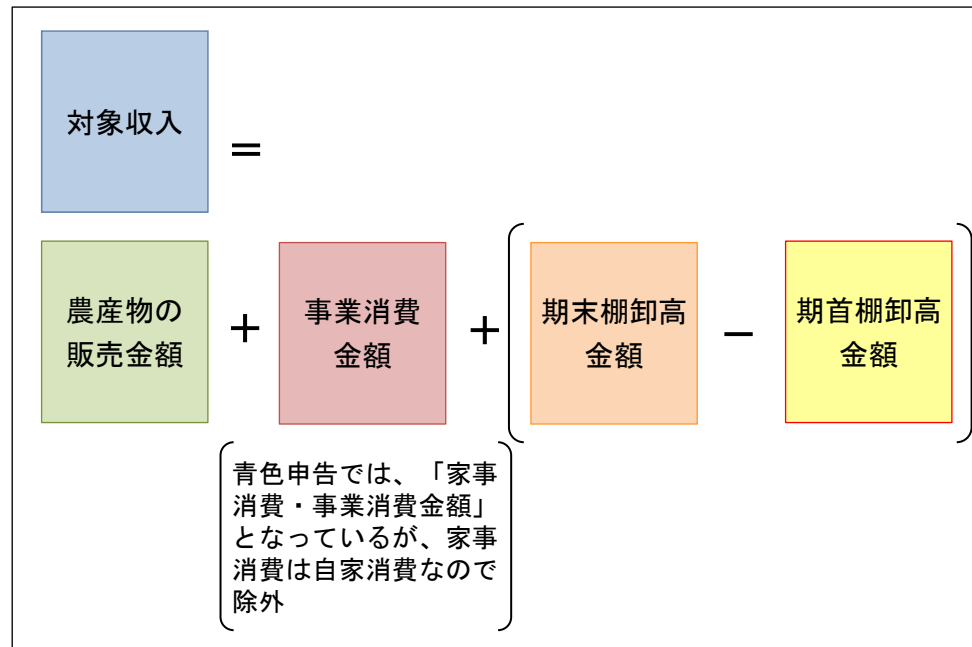 対象収入
＝
農産物の
販売金額
＋
事業消費
金額
＋
期末棚卸高
金額
－
期首棚卸高
金額
青色申告では、「家事
消費・事業消費金額」
となっているが、家事
消費は自家消費なので
除外